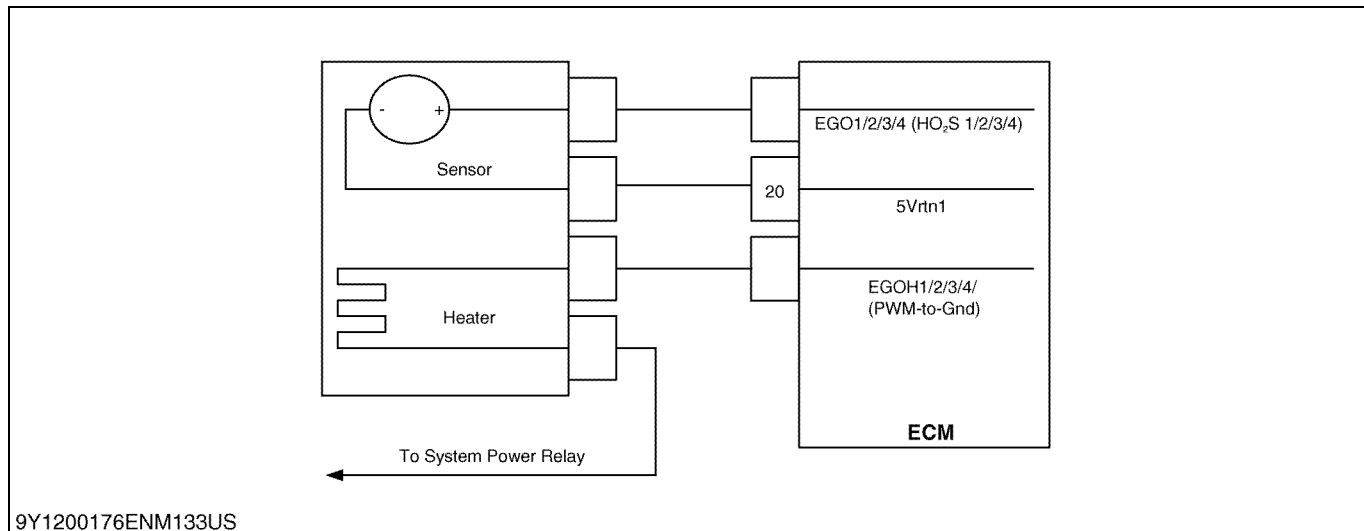 - +
EGO1/2/3/4 (HO₂S 1/2/3/4)
Sensor
20
5Vrtn1
EGOH1/2/3/4/
(PWM-to-Gnd)
Heater
ECM
To System Power Relay
9Y1200176ENM133US